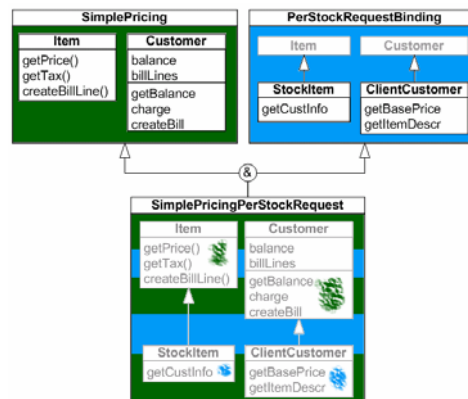 SimplePricing
Item
getPrice()
getTax()
createBillLine()
Customer
balance
billLines
getBalance
charge
createBill
PerStockRequestBinding
Item
Customer
StockItem
getCustInfo
ClientCustomer
getBasePrice
getItemDescr
&
SimplePricingPerStockRequest
Item
getPrice()
getTax()
createBillLine()
Customer
balance
billLines
getBalance
charge
createBill
StockItem
getCustInfo
ClientCustomer
getBasePrice
getItemDescr